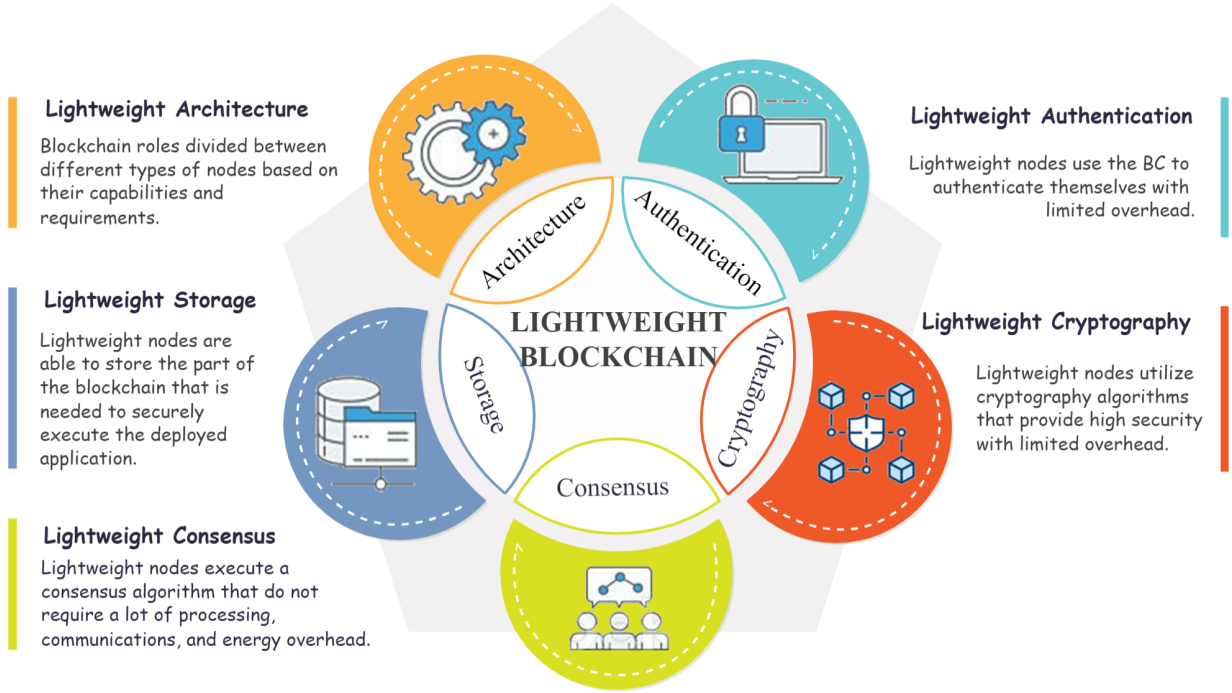 Lightweight Architecture
Blockchain roles divided between
different types of nodes based on
their capabilities and
requirements.
Lightweight Storage
Lightweight nodes are
able to store the part of
the blockchain that is
needed to securely
execute the deployed
application.
Lightweight Consensus
Lightweight nodes execute a
consensus algorithm that do not
require a lot of processing,
communications, and energy overhead.
Architecture
Authentication
LIGHTWEIGHT
BLOCKCHAIN
Storage
Cryptography
Consensus
Lightweight Authentication
Lightweight nodes use the BC to
authenticate themselves with
limited overhead.
Lightweight Cryptography
Lightweight nodes utilize
cryptography algorithms
that provide high security
with limited overhead.